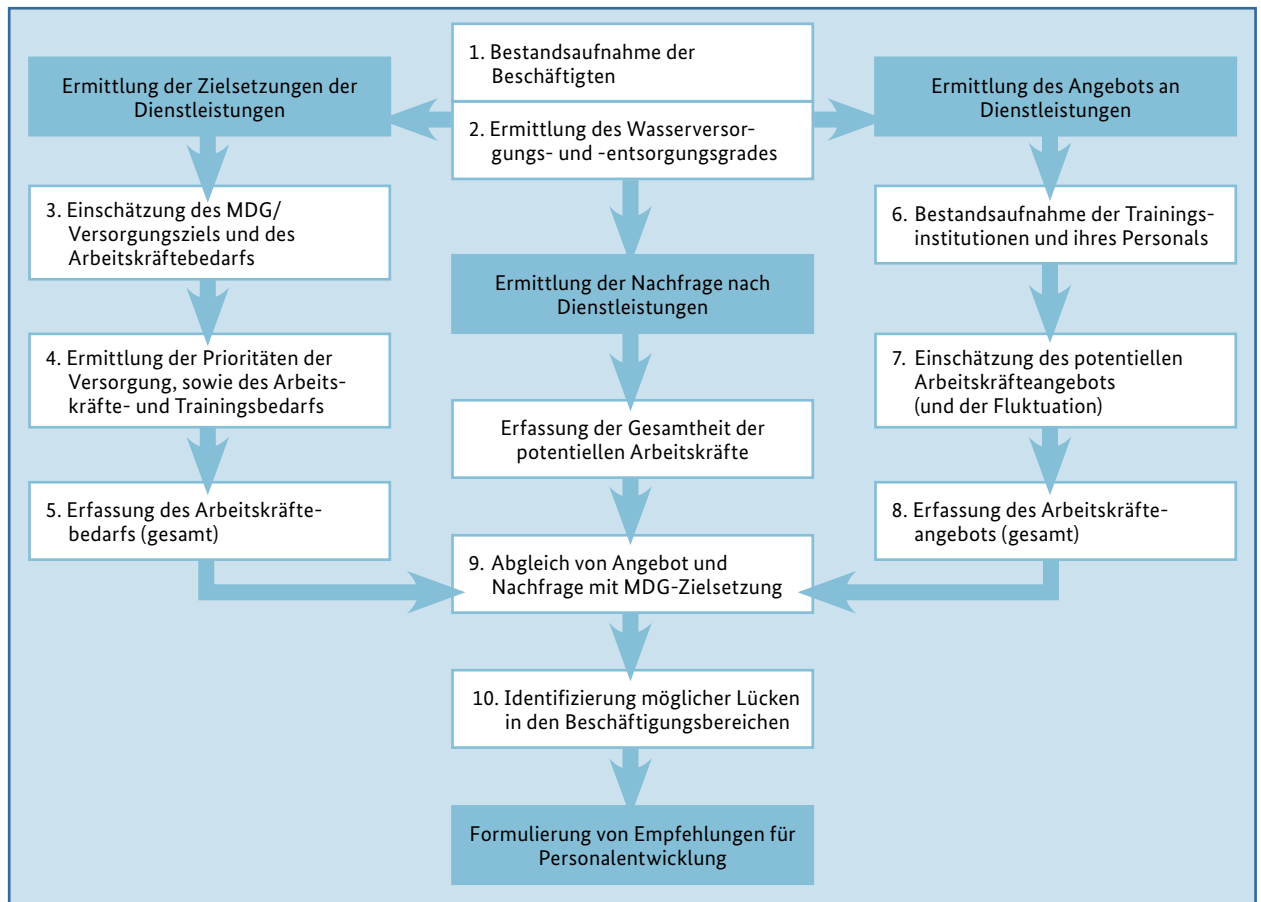 1. Bestandsaufnahme der
Beschäftigten
2. Ermittlung des Wasserversor-
gungs- und -entsorgungsgrades
Ermittlung der Zielsetzungen der
Dienstleistungen
3. Einschätzung des MDG/
Versorgungsziels und des
Arbeitskräftebedarfs
4. Ermittlung der Prioritäten der
Versorgung, sowie des Arbeits-
kräfte- und Trainingsbedarfs
5. Erfassung des Arbeitskräfte-
bedarfs (gesamt)
Ermittlung der Nachfrage nach
Dienstleistungen
Erfassung der Gesamtheit der
potentiellen Arbeitskräfte
Ermittlung des Angebots an
Dienstleistungen
6. Bestandsaufnahme der Trainings-
institutionen und ihres Personals
7. Einschätzung des potentiellen
Arbeitskräfteangebots
(und der Fluktuation)
8. Erfassung des Arbeitskräfte-
angebots (gesamt)
9. Abgleich von Angebot und
Nachfrage mit MDG-Zielsetzung
10. Identifizierung möglicher Lücken
in den Beschäftigungsbereichen
Formulierung von Empfehlungen für
Personalentwicklung